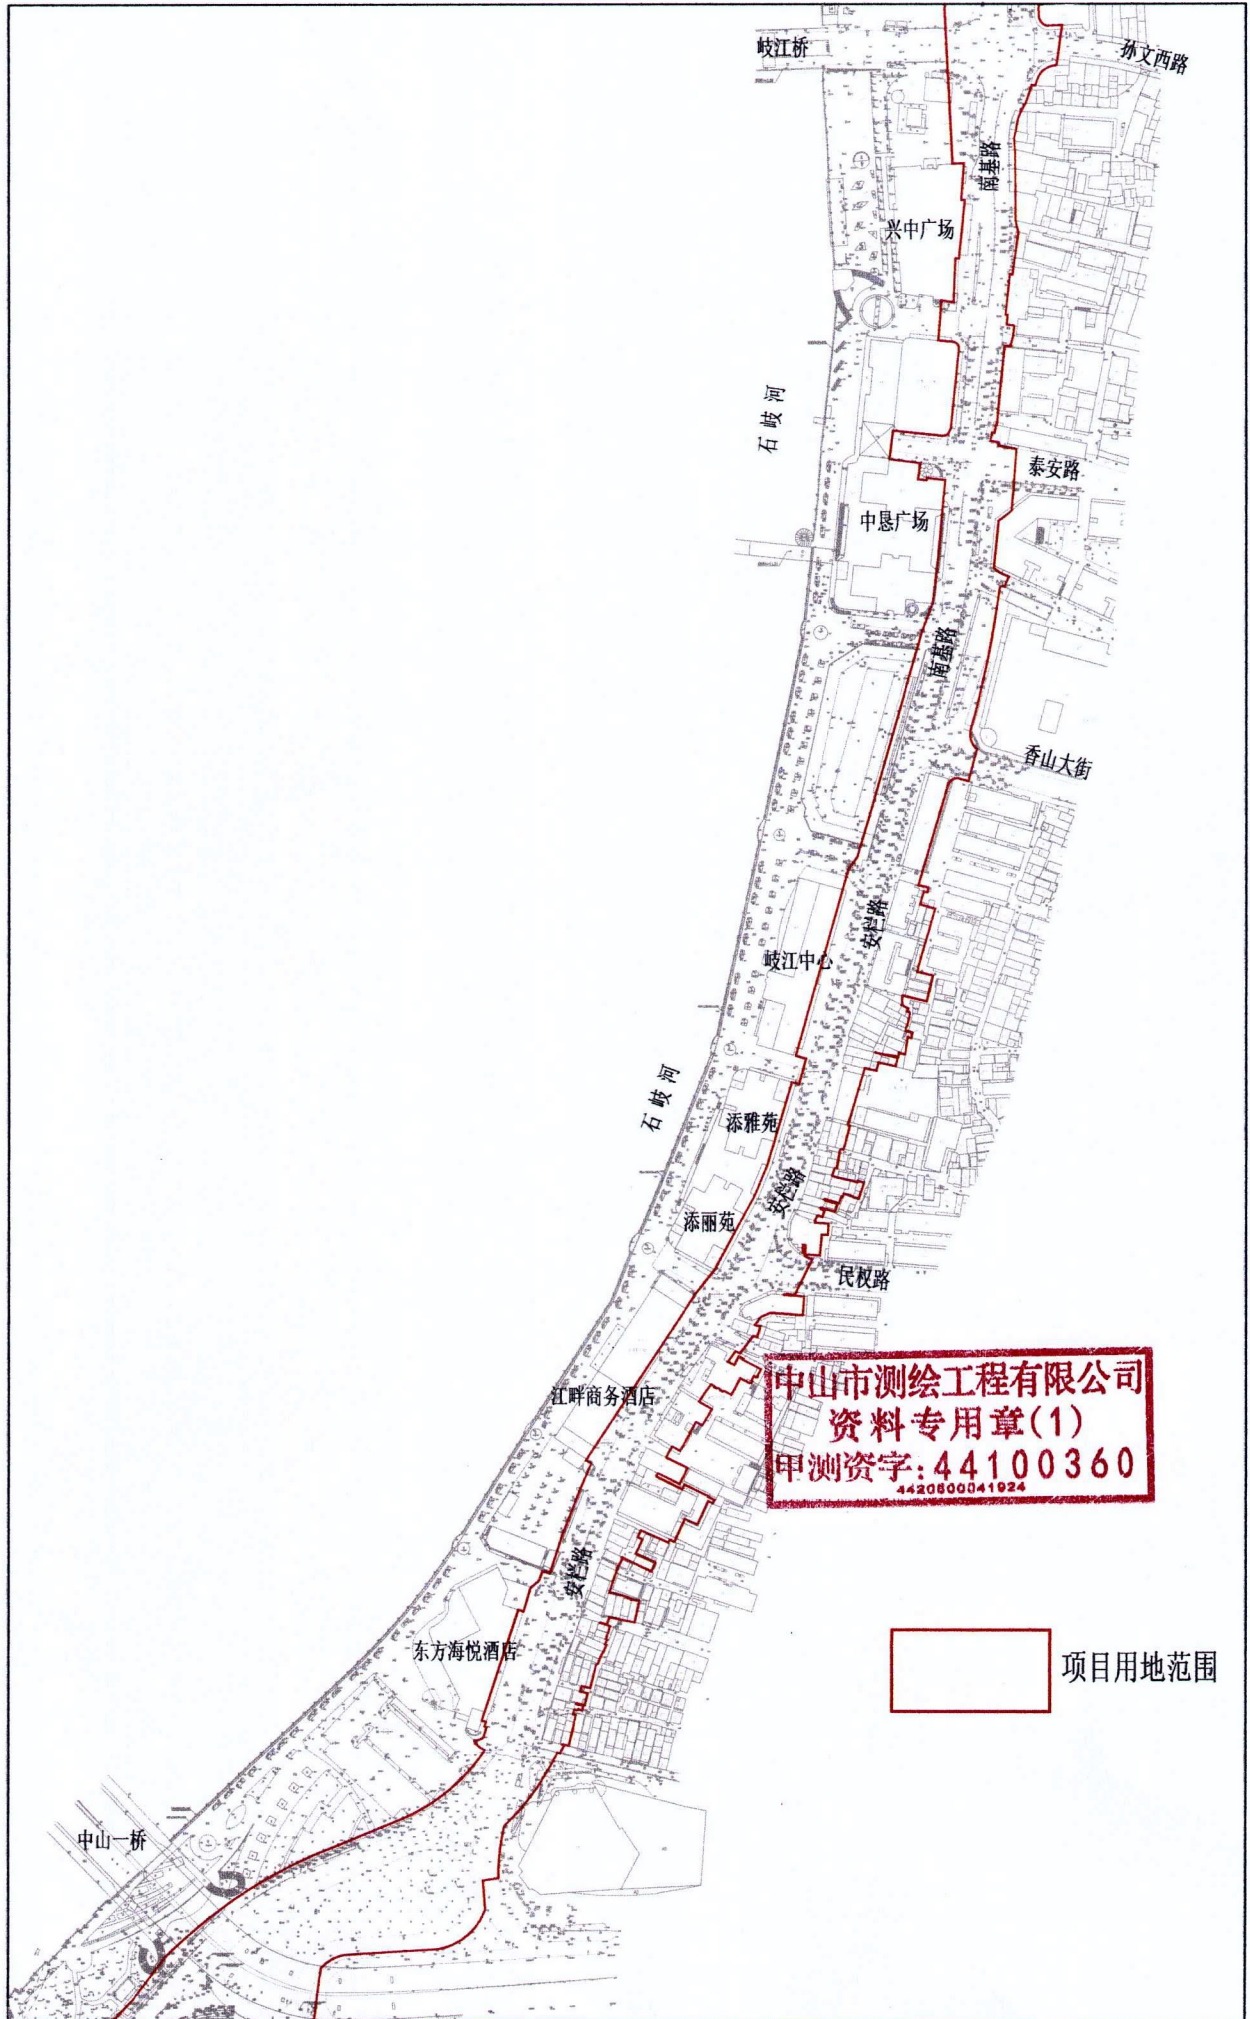 岐江桥
孙文西路
南基路
兴中广场
石岐河
泰安路
中恳广场
南基路
香山大街
安栏路
岐江中心
石岐河
添雅苑
安栏路
添丽苑
民权路
中山市测绘工程有限公司
资料专用章(1)
甲测资字:44100360
4420600041924
江畔商务酒店
安栏路
东方海悦酒店
项目用地范围
中山一桥